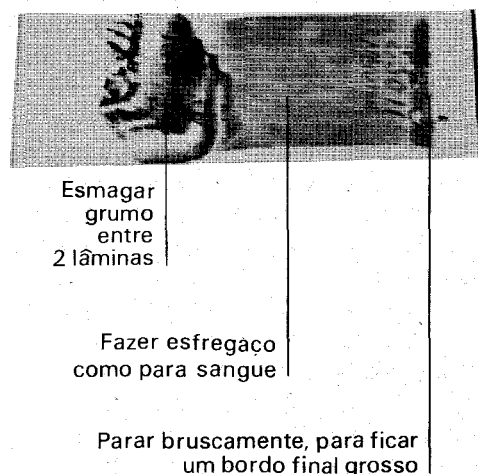 Esmagar
grumo
entre
2 lâminas
Fazer esfregaço
como para sangue
Parar bruscamente, para ficar
um bordo final grosso